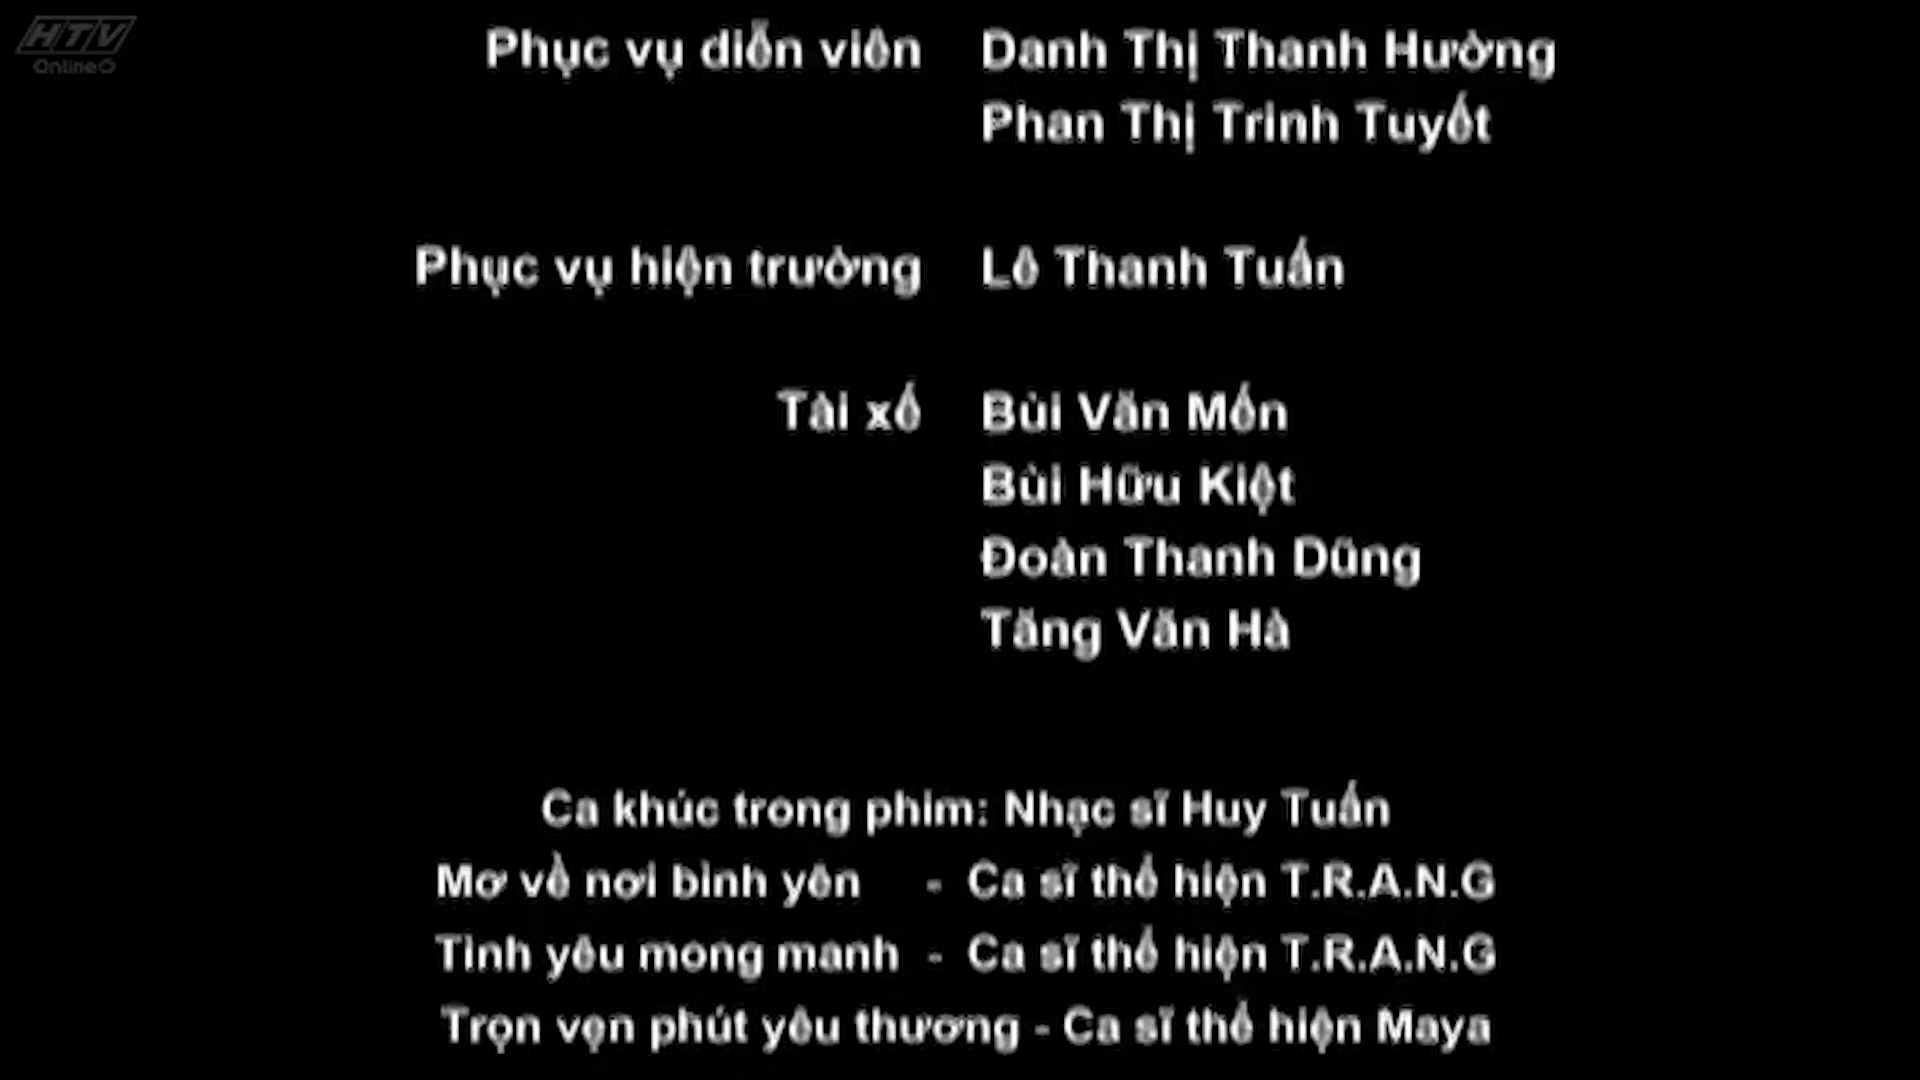 HTV
Online
Phục vụ diễn viên Danh Thị Thanh Hường
Phan Thị Trinh Tuyết
Phục vụ hiện trường Lê Thanh Tuấn
Tài xế Bùi Văn Mến
Bùi Hữu Kiệt
Đoàn Thanh Dũng
Tăng Văn Hà
Ca khúc trong phim: Nhạc sĩ Huy Tuấn
Mơ về nơi bình yên - Ca sĩ thể hiện T.R.A.N.G
Tình yêu mong manh - Ca sĩ thể hiện T.R.A.N.G
Trọn vẹn phút yêu thương - Ca sĩ thể hiện Maya